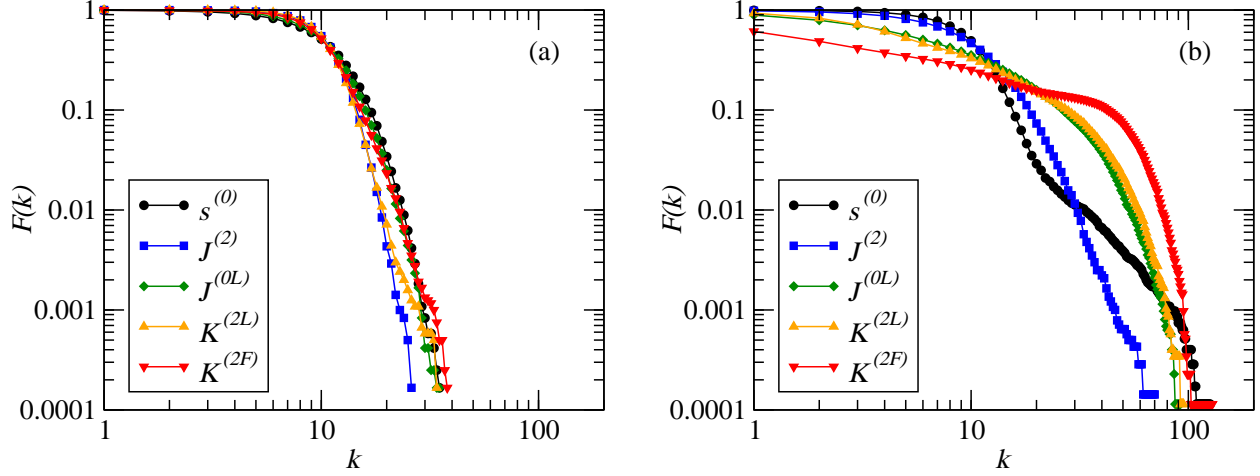 1
0.1
0.01
0.001
0.0001
F(k)
(a)
s^(0)
J^(2)
J^(0L)
K^(2L)
K^(2F)
1 10 100
k
1
0.1
0.01
0.001
0.0001
F(k)
(b)
s^(0)
J^(2)
J^(0L)
K^(2L)
K^(2F)
1 10 100
k